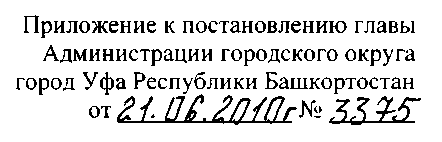 Приложение к постановлению главы
Администрации городского округа
город Уфа Республики Башкортостан
от 21.06.2010г № 3375